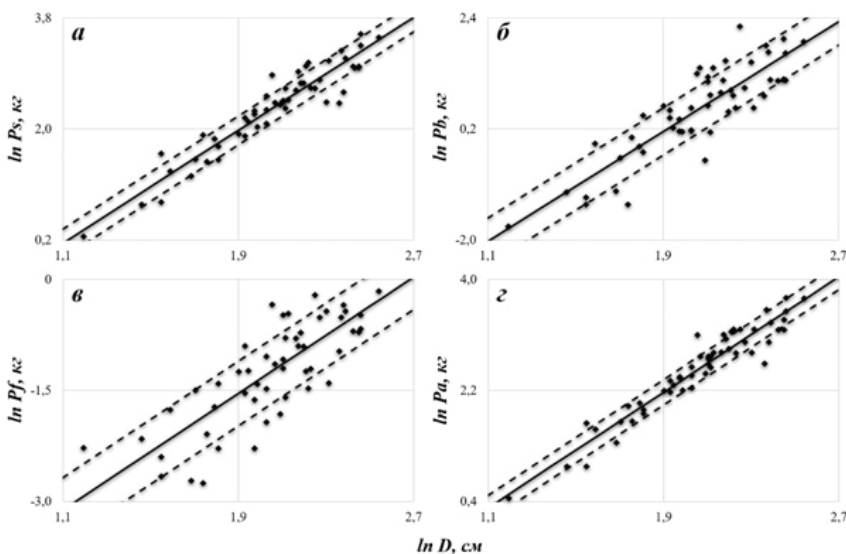 3,8
а
ln Ps, кг
2,0
0,2
1,1
1,9
2,7
2,4
б
ln Pb, кг
0,2
-2,0
1,1
1,9
2,7
0
в
ln Pf, кг
-1,5
-3,0
1,1
1,9
2,7
4,0
г
ln Pa, кг
2,2
0,4
1,1
1,9
2,7
ln D, см